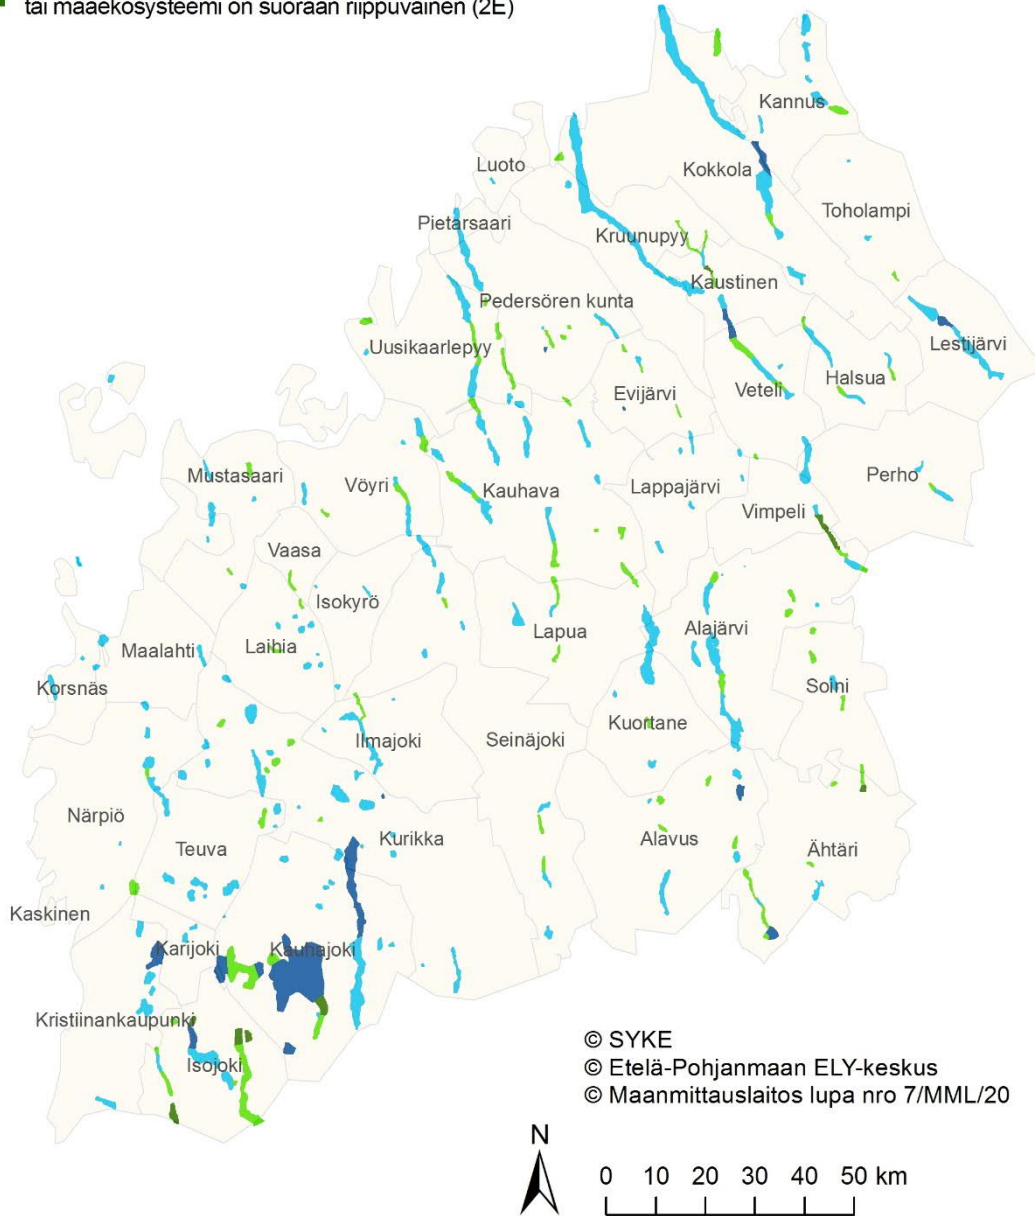 tai maaekosysteemi on suoraan riippuvainen (2E)
Kannus
Luoto
Kokkola
Toholampi
Pietarsaari
Kruunupyy
Kaustinen
Pedersören kunta
Uusikaarlepyy
Lestijärvi
Halsua
Veteli
Evijärvi
Mustasaari
Vöyri
Kauhava
Lappajärvi
Perho
Vimpeli
Vaasa
Isokyrö
Lapua
Alajärvi
Laihia
Maalahti
Korsnäs
Soini
Kuortane
Ilmajoki
Seinäjoki
Närpiö
Kurikka
Alavus
Teuva
Ähtäri
Kaskinen
Karijoki
Kauhajoki
Kristiinankaupunki
Isojoki
© SYKE
© Etelä-Pohjanmaan ELY-keskus
© Maanmittauslaitos lupa nro 7/MML/20
N
0 10 20 30 40 50 km